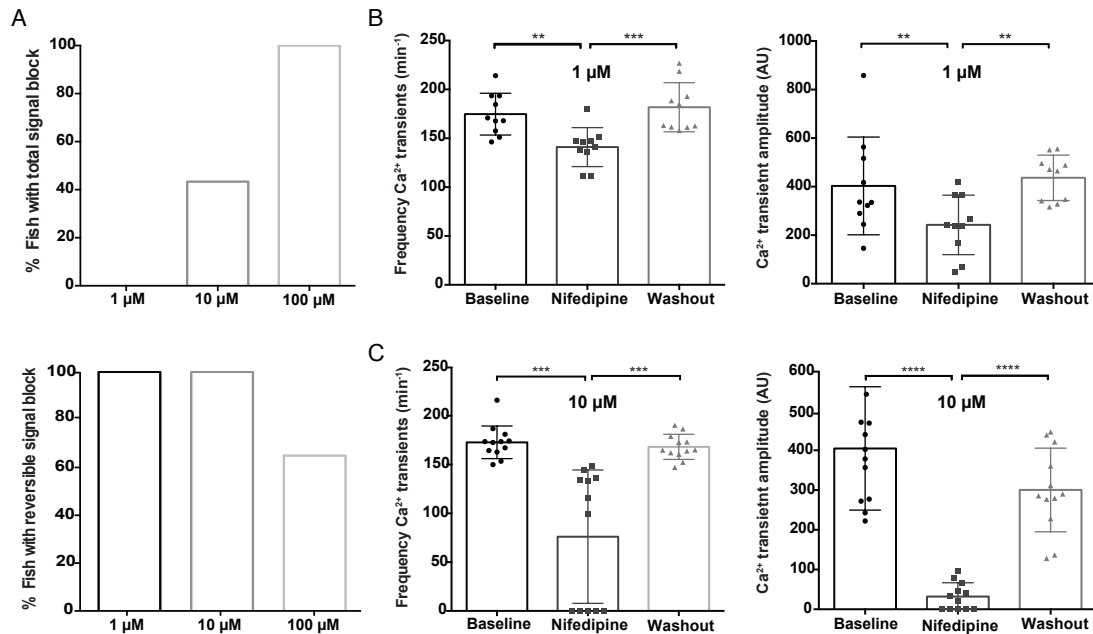 A
% Fish with total signal block
100
80
60
40
20
0
1 µM 10 µM 100 µM
% Fish with reversible signal block
100
80
60
40
20
0
1 µM 10 µM 100 µM
B
Frequency Ca²⁺ transients (min⁻¹)
250
200
150
100
50
0
** ***
1 µM
Baseline Nifedipine Washout
Ca²⁺ transietnt amplitude (AU)
1000
800
600
400
200
0
** **
1 µM
Baseline Nifedipine Washout
C
Frequency Ca²⁺ transients (min⁻¹)
250
200
150
100
50
0
*** ***
10 µM
Baseline Nifedipine Washout
Ca²⁺ transietnt amplitude (AU)
600
500
400
300
200
100
0
**** ****
10 µM
Baseline Nifedipine Washout